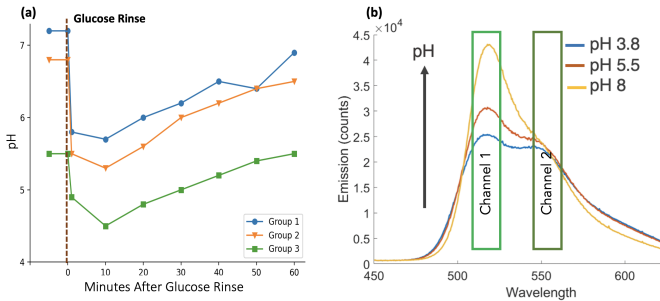 (a)
Glucose Rinse
7
6
5
4
pH
0
10
20
30
40
50
60
Minutes After Glucose Rinse
Group 1
Group 2
Group 3
(b)
×10⁴
4.5
4
3.5
3
2.5
2
1.5
1
0.5
0
Emission (counts)
pH
Channel 1
Channel 2
pH 3.8
pH 5.5
pH 8
450
500
550
600
Wavelength